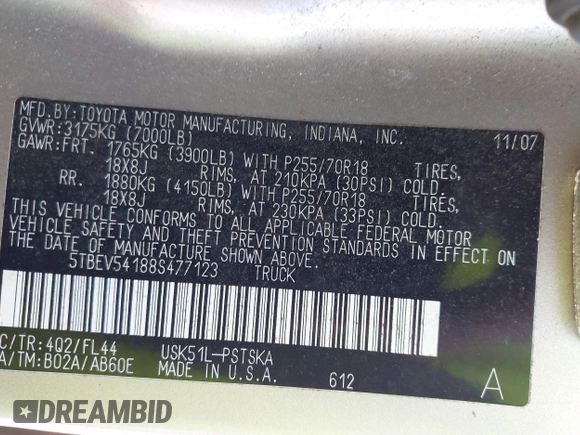 MFD.BY:TOYOTA MOTOR MANUFACTURING, INDIANA, INC. 11/07
GVWR:3175KG (7000LB)
GAWR:FRT. 1765KG (3900LB) WITH P255/70R18 TIRES,
18X8J RIMS, AT 210KPA (30PSI) COLD.
RR. 1880KG (4150LB) WITH P255/70R18 TIRES,
18X8J RIMS, AT 230KPA (33PSI) COLD.
THIS VEHICLE CONFORMS TO ALL APPLICABLE FEDERAL MOTOR
VEHICLE SAFETY AND THEFT PREVENTION STANDARDS IN EFFECT ON
THE DATE OF MANUFACTURE SHOWN ABOVE.
5TBEV54188S477123 TRUCK
C/TR:4Q2/FL44 USK51L-PSTSKA
A/TM:B02A/AB60E MADE IN U.S.A. 612 A
DREAMBID